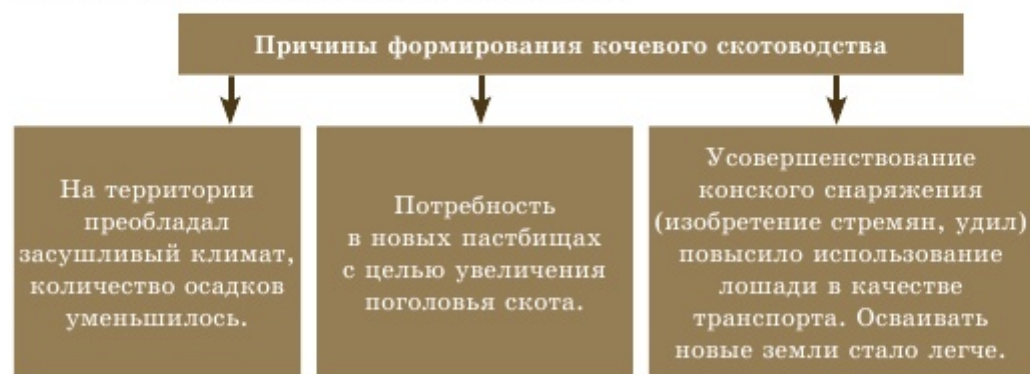 Причины формирования кочевого скотоводства
На территории
преобладал
засушливый климат,
количество осадков
уменьшилось.
Потребность
в новых пастбищах
с целью увеличения
поголовья скота.
Усовершенствование
конского снаряжения
(изобретение стремян, удил)
повысило использование
лошади в качестве
транспорта. Осваивать
новые земли стало легче.